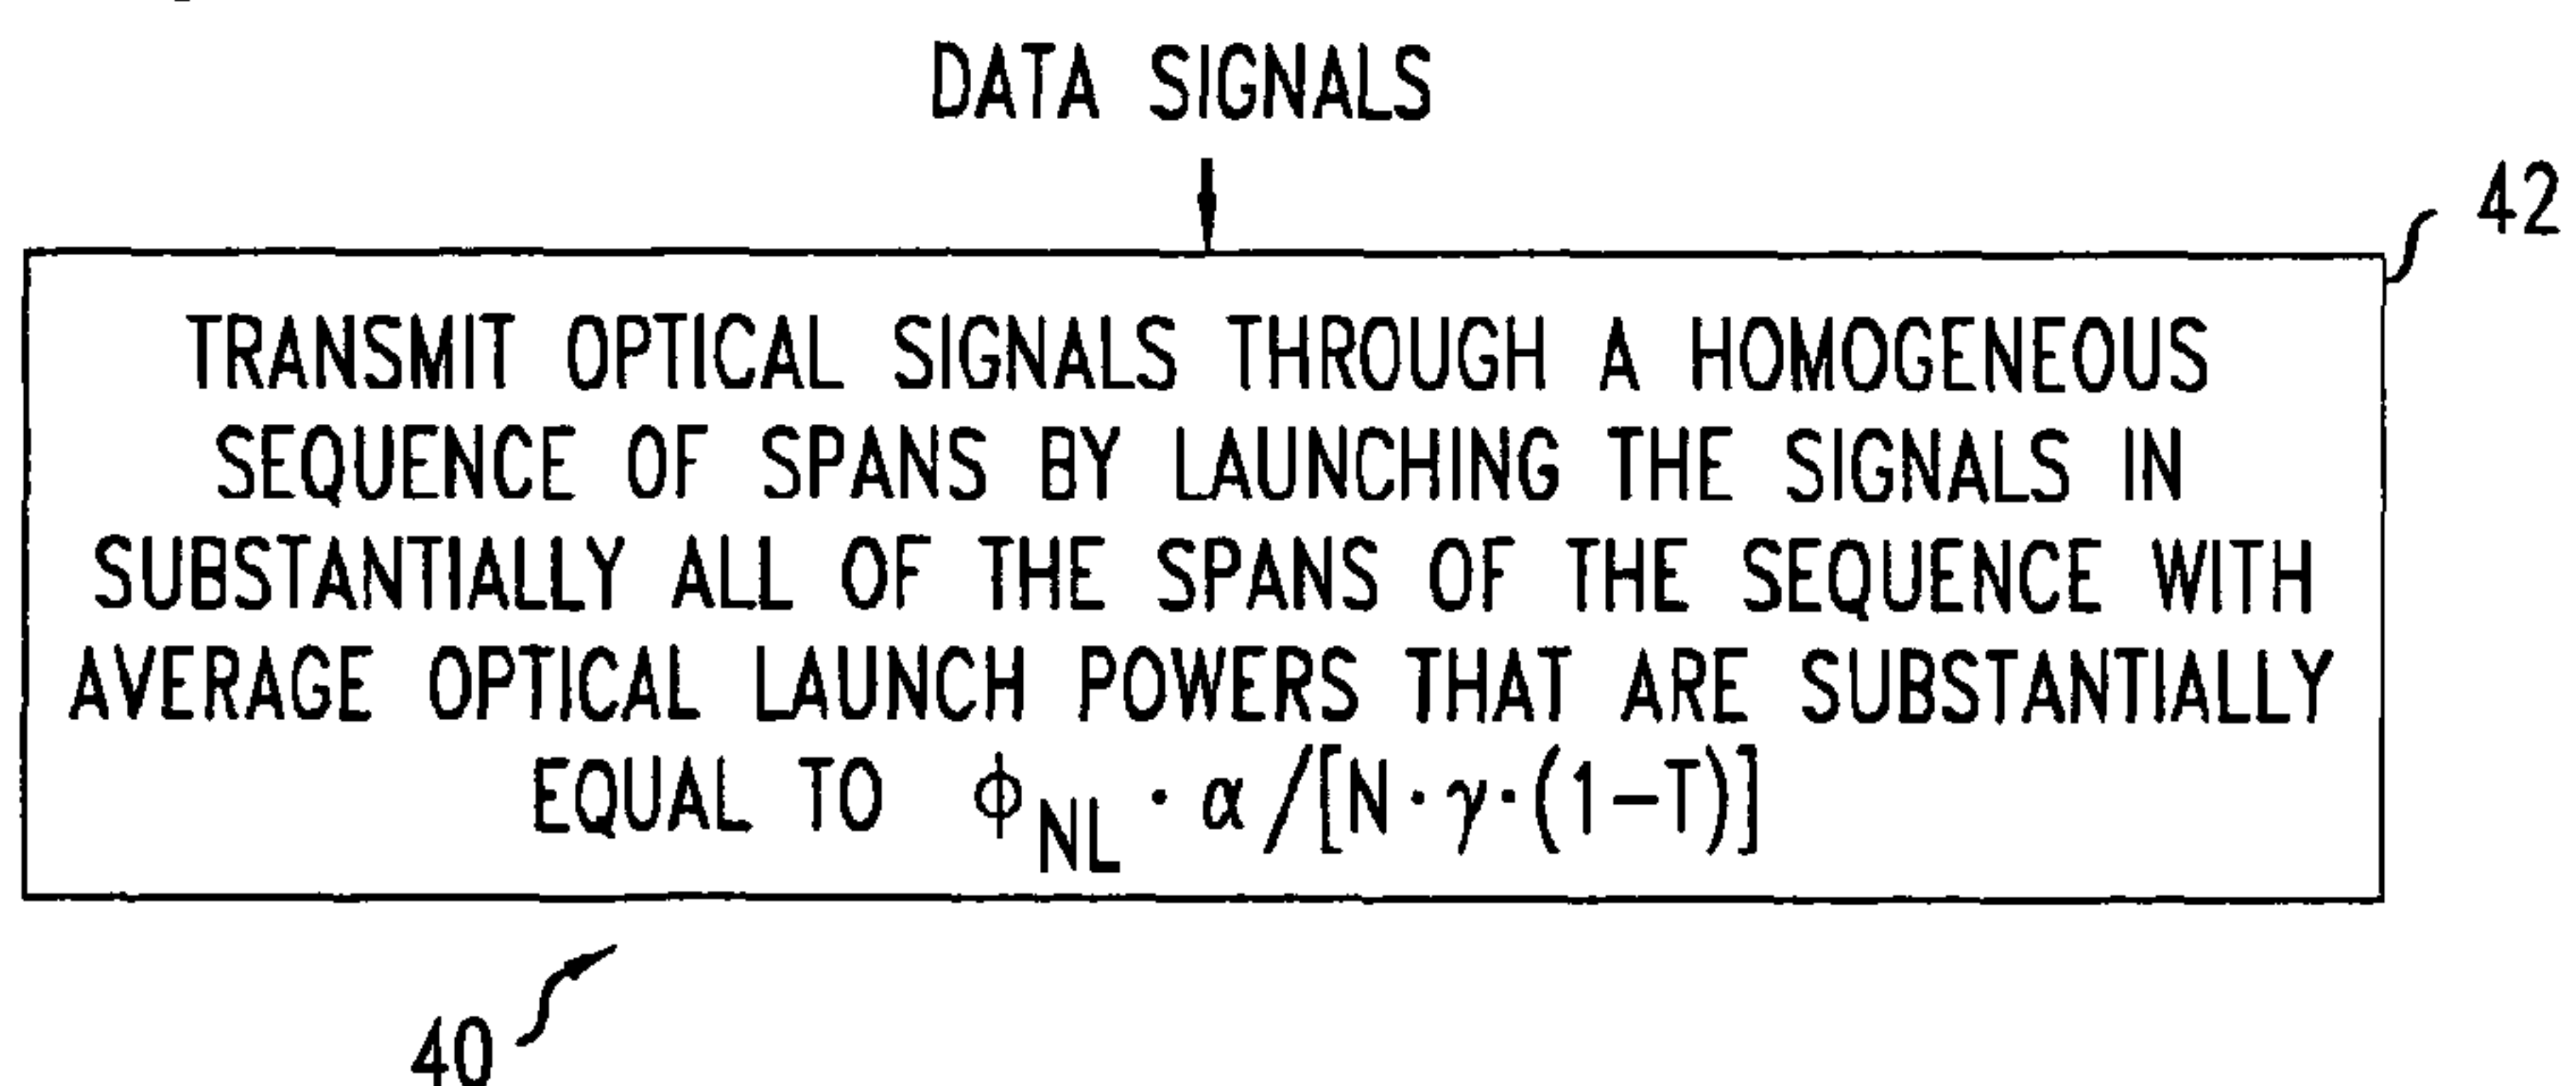 DATA SIGNALS
42
TRANSMIT OPTICAL SIGNALS THROUGH A HOMOGENEOUS
SEQUENCE OF SPANS BY LAUNCHING THE SIGNALS IN
SUBSTANTIALLY ALL OF THE SPANS OF THE SEQUENCE WITH
AVERAGE OPTICAL LAUNCH POWERS THAT ARE SUBSTANTIALLY
EQUAL TO ϕNL · α/[N·γ·(1−T)]
40